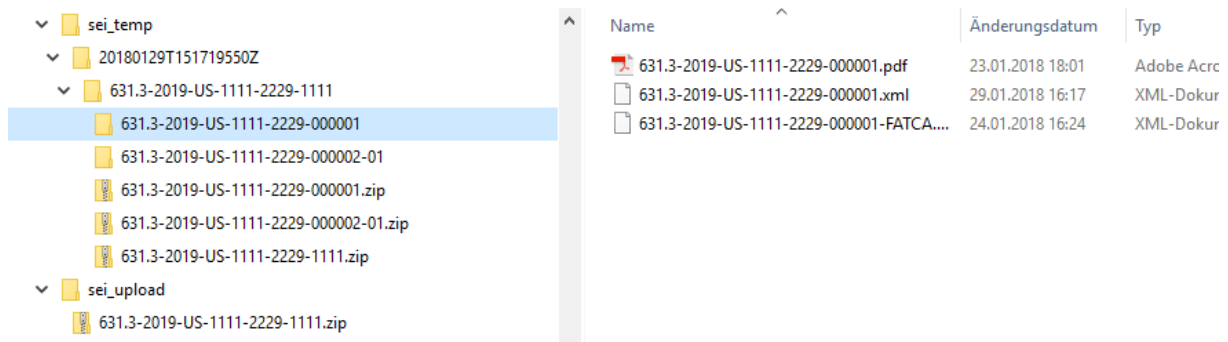 sei_temp
20180129T151719550Z
631.3-2019-US-1111-2229-1111
631.3-2019-US-1111-2229-000001
631.3-2019-US-1111-2229-000002-01
631.3-2019-US-1111-2229-000001.zip
631.3-2019-US-1111-2229-000002-01.zip
631.3-2019-US-1111-2229-1111.zip
sei_upload
631.3-2019-US-1111-2229-1111.zip
Name Änderungsdatum Typ
631.3-2019-US-1111-2229-000001.pdf 23.01.2018 18:01 Adobe Acro
631.3-2019-US-1111-2229-000001.xml 29.01.2018 16:17 XML-Dokur
631.3-2019-US-1111-2229-000001-FATCA.... 24.01.2018 16:24 XML-Dokur